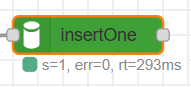 insertOne
s=1, err=0, rt=293ms